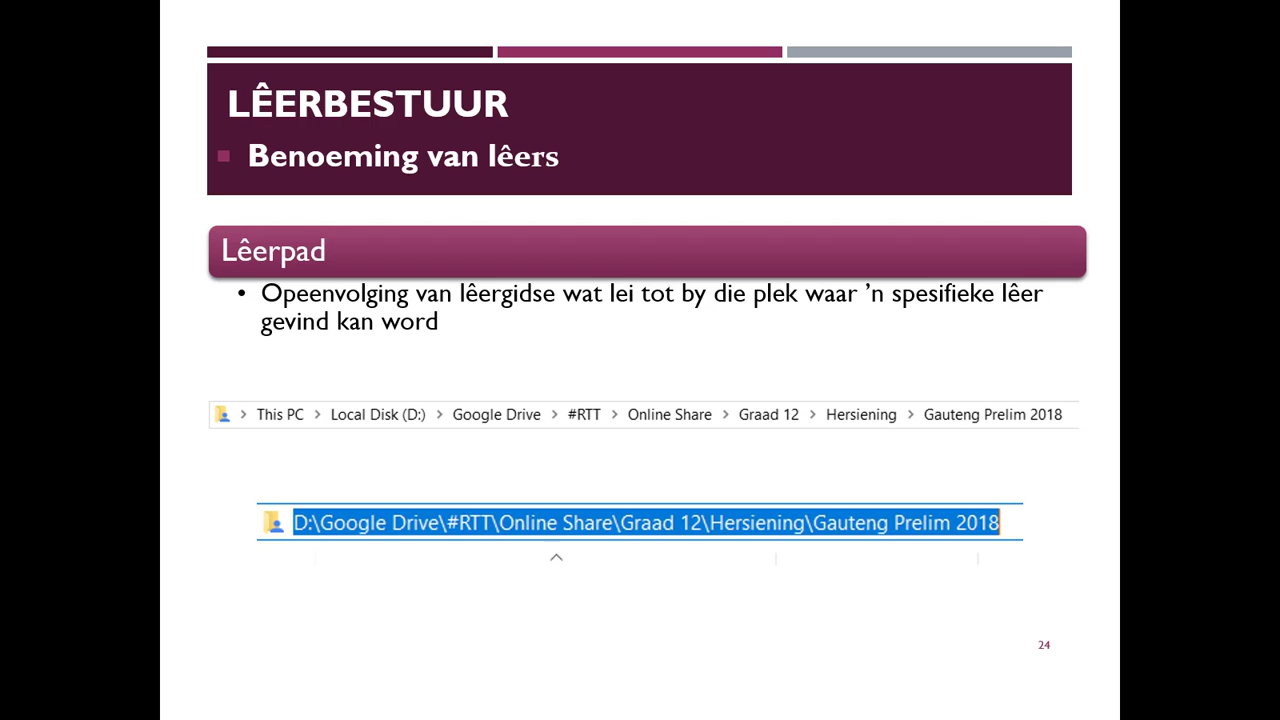 LÊERBESTUUR
Benoeming van lêers
Lêerpad
• Opeenvolging van lêergidse wat lei tot by die plek waar ’n spesifieke lêer
gevind kan word
This PC > Local Disk (D:) > Google Drive > #RTT > Online Share > Graad 12 > Hersiening > Gauteng Prelim 2018
D:\Google Drive\#RTT\Online Share\Graad 12\Hersiening\Gauteng Prelim 2018
24